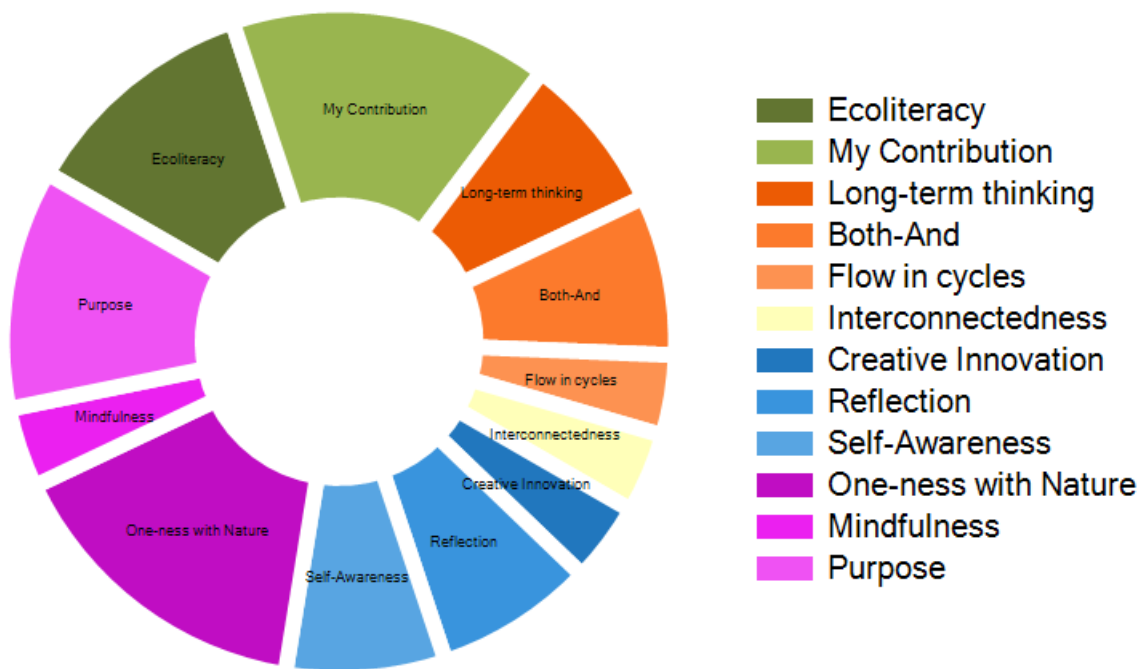 My Contribution
Ecoliteracy
Long-term thinking
Both-And
Purpose
Flow in cycles
Mindfulness
Interconnectedness
Creative Innovation
One-ness with Nature
Reflection
Self-Awareness
Ecoliteracy
My Contribution
Long-term thinking
Both-And
Flow in cycles
Interconnectedness
Creative Innovation
Reflection
Self-Awareness
One-ness with Nature
Mindfulness
Purpose